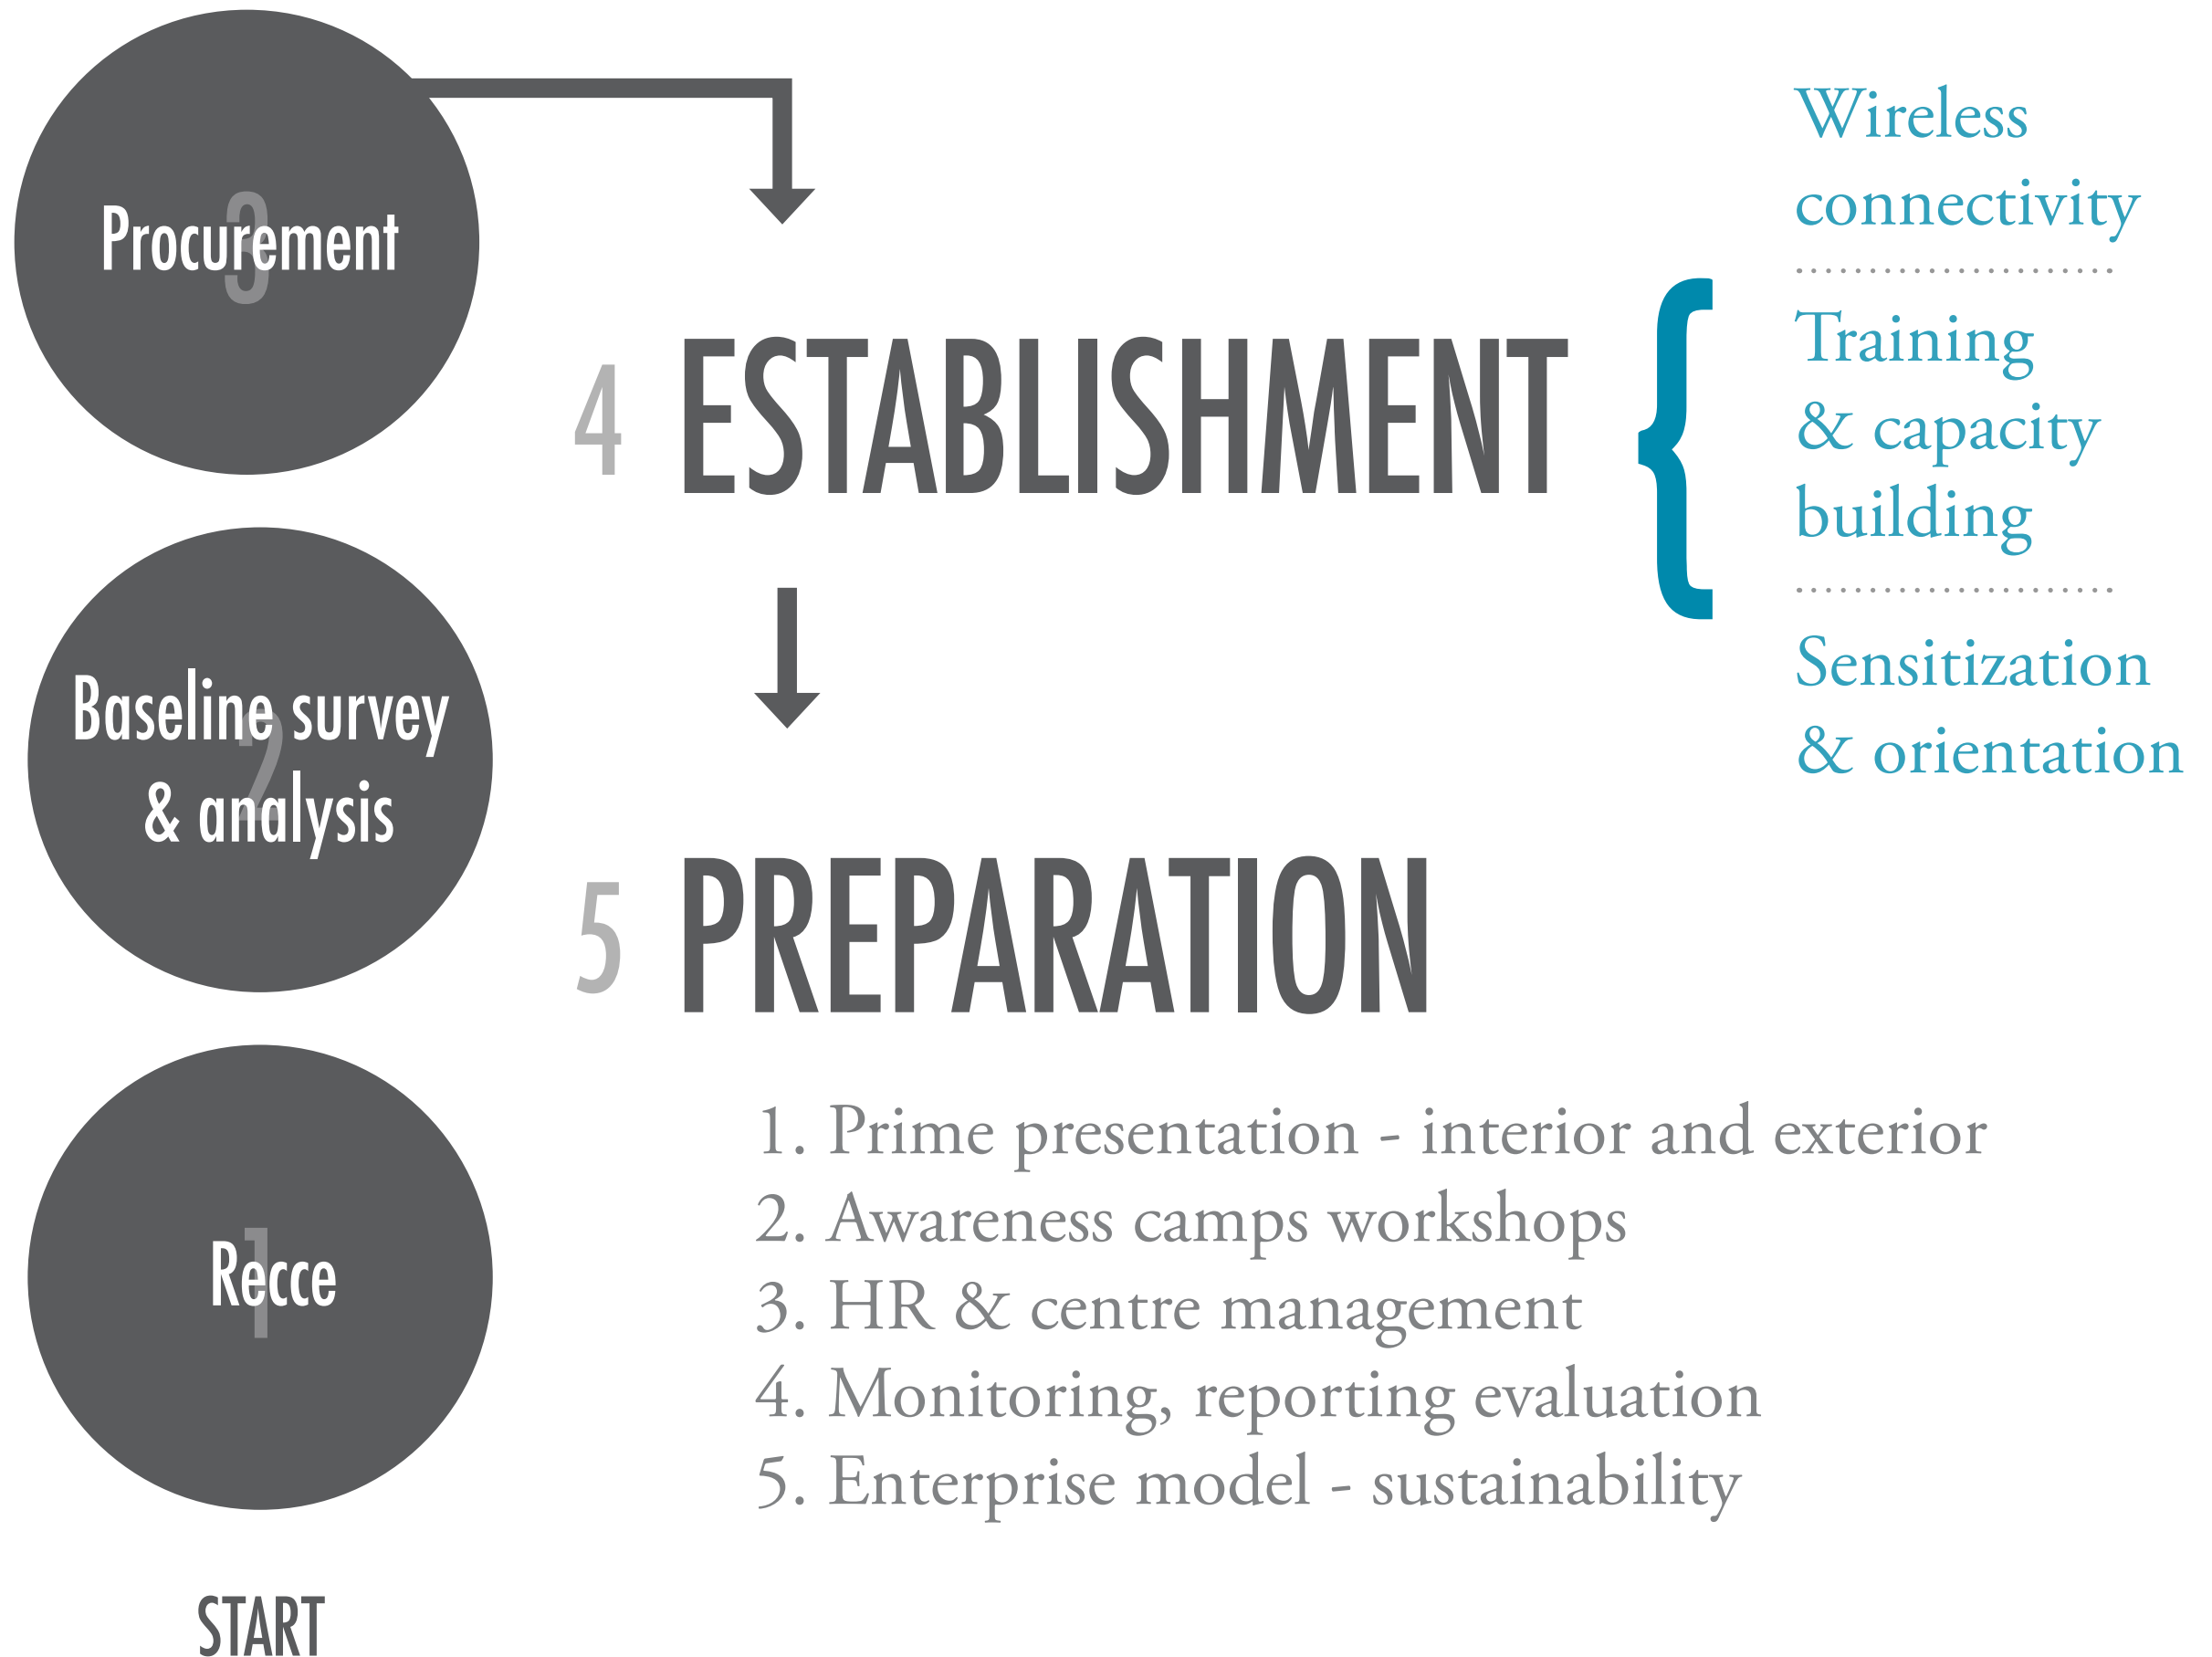 3
Procurement
4
ESTABLISHMENT
Wireless
connectivity
Training
& capacity
building
Sensitization
& orientation
2
Baseline survey
& analysis
5
PREPARATION
1. Prime presentation - interior and exterior
2. Awareness camps workshops
3. HR & centre managment
4. Monitoring, reporting evaluation
5. Enterprise model - sustainability
1
Recce
START